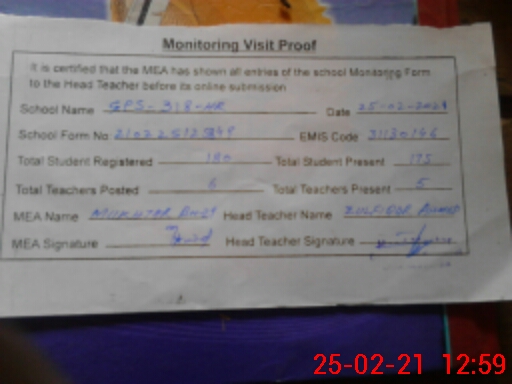 Monitoring Visit Proof
It is certified that the MEA has shown all entries of the school Monitoring Form
to the Head Teacher before its online submission
School Name GPS-318-HR Date 25-02-2021
School Form No EMIS Code 31130146
Total Student Registered 180 Total Student Present 175
Total Teachers Posted 6 Total Teachers Present 5
MEA Name Head Teacher Name
MEA Signature Head Teacher Signature
25-02-21 12:59